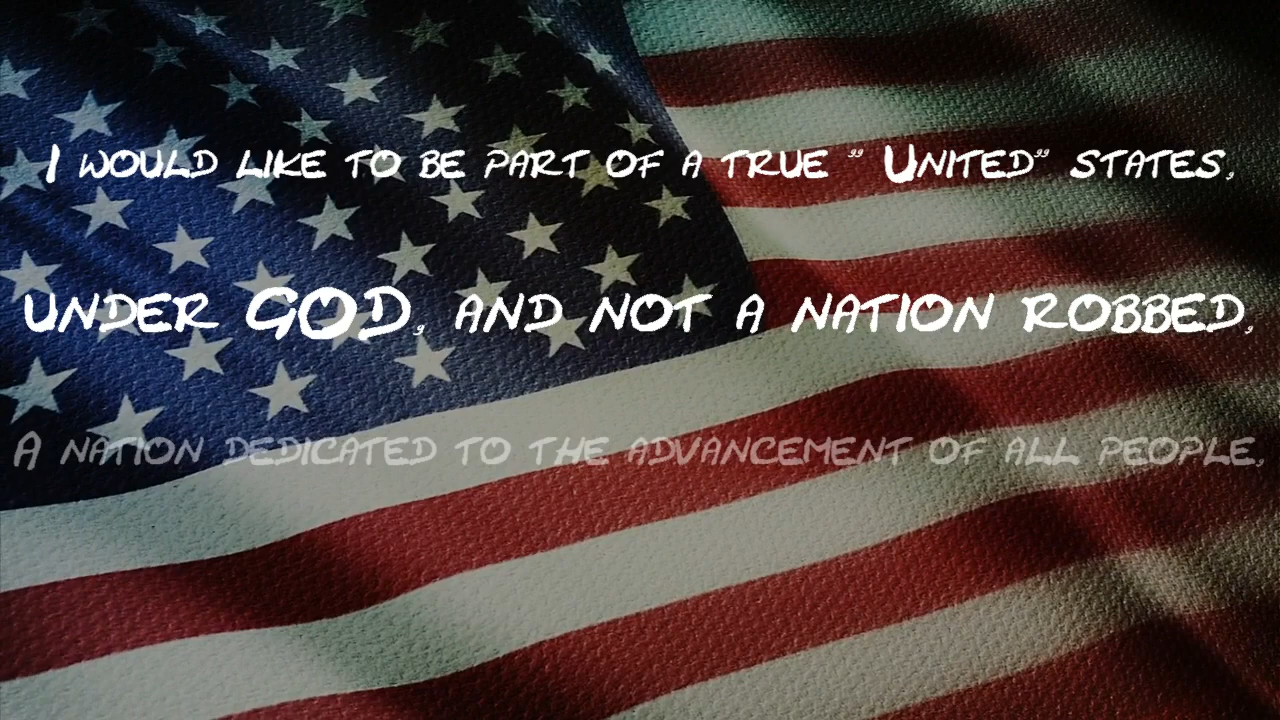 I would like to be part of a true " United" states,
under GOD, and not a nation robbed,
A nation dedicated to the advancement of all people,